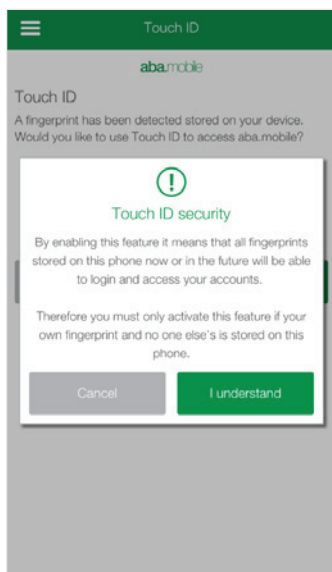 Touch ID
aba.mobile
Touch ID
A fingerprint has been detected stored on your device.
Would you like to use Touch ID to access aba.mobile?
Touch ID security
By enabling this feature it means that all fingerprints
stored on this phone now or in the future will be able
to login and access your accounts.
Therefore you must only activate this feature if your
own fingerprint and no one else's is stored on this
phone.
Cancel
I understand